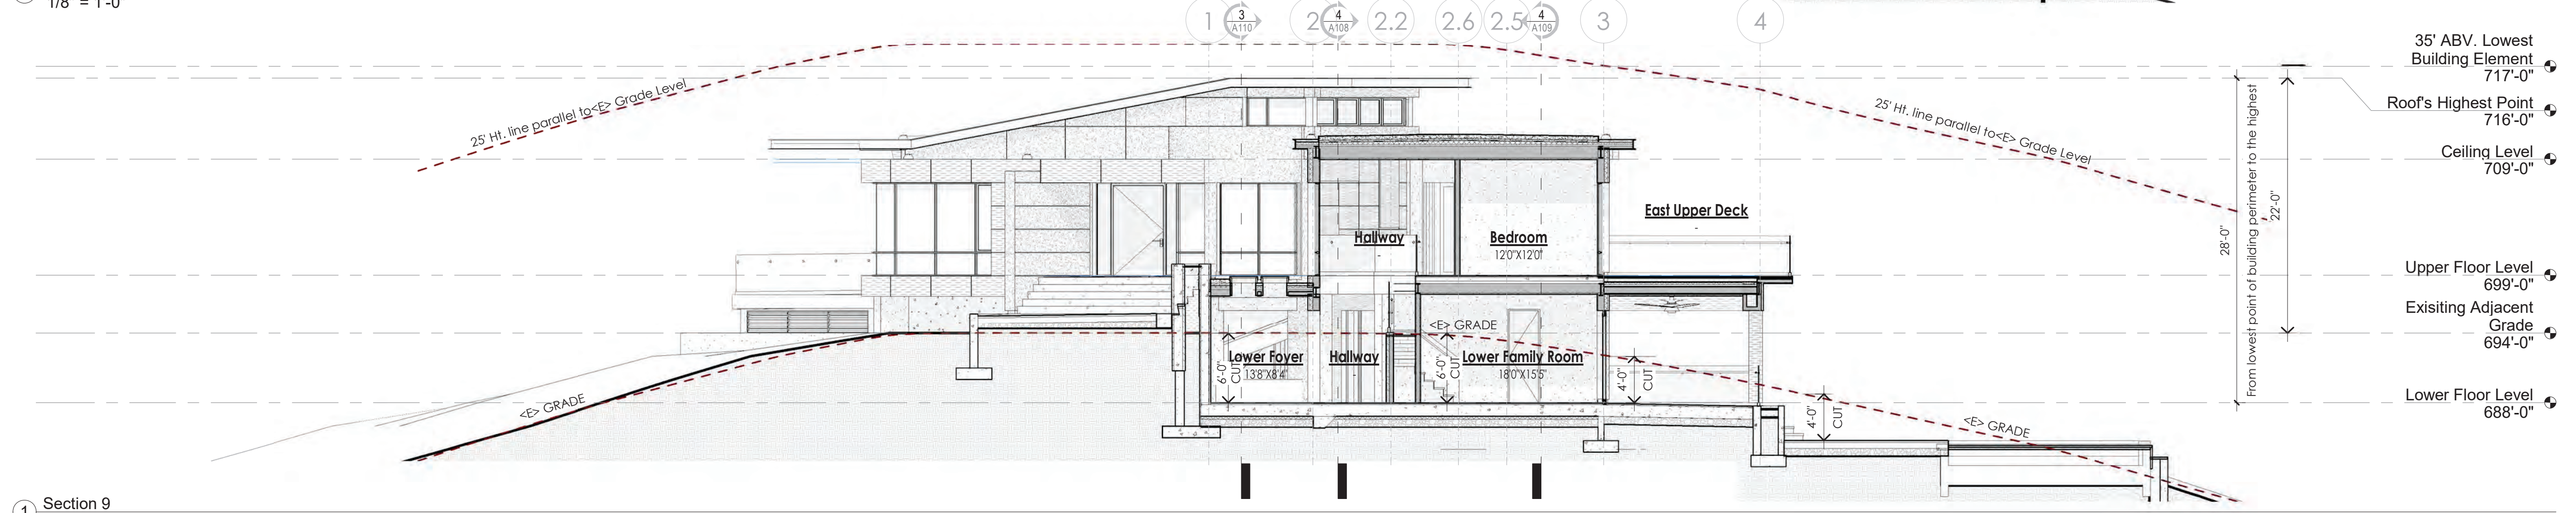 1/8" = 1'-0"
1
3
A110
2
4
A108
2.2
2.6
2.5
4
A109
3
4
35' ABV. Lowest
Building Element
717'-0"
Roof's Highest Point
716'-0"
Ceiling Level
709'-0"
Upper Floor Level
699'-0"
Exisiting Adjacent
Grade
694'-0"
Lower Floor Level
688'-0"
25' Ht. line parallel to<E> Grade Level
25' Ht. line parallel to<E> Grade Level
From lowest point of building perimeter to the highest
28'-0"
22'-0"
East Upper Deck
-
Hallway
-
Bedroom
12'0"X12'0"
<E> GRADE
Lower Foyer
13'8"X8'4"
Hallway
-
Lower Family Room
18'0"X15'5"
6'-0"
CUT
6'-0"
CUT
4'-0"
CUT
4'-0"
CUT
<E> GRADE
<E> GRADE
1
Section 9